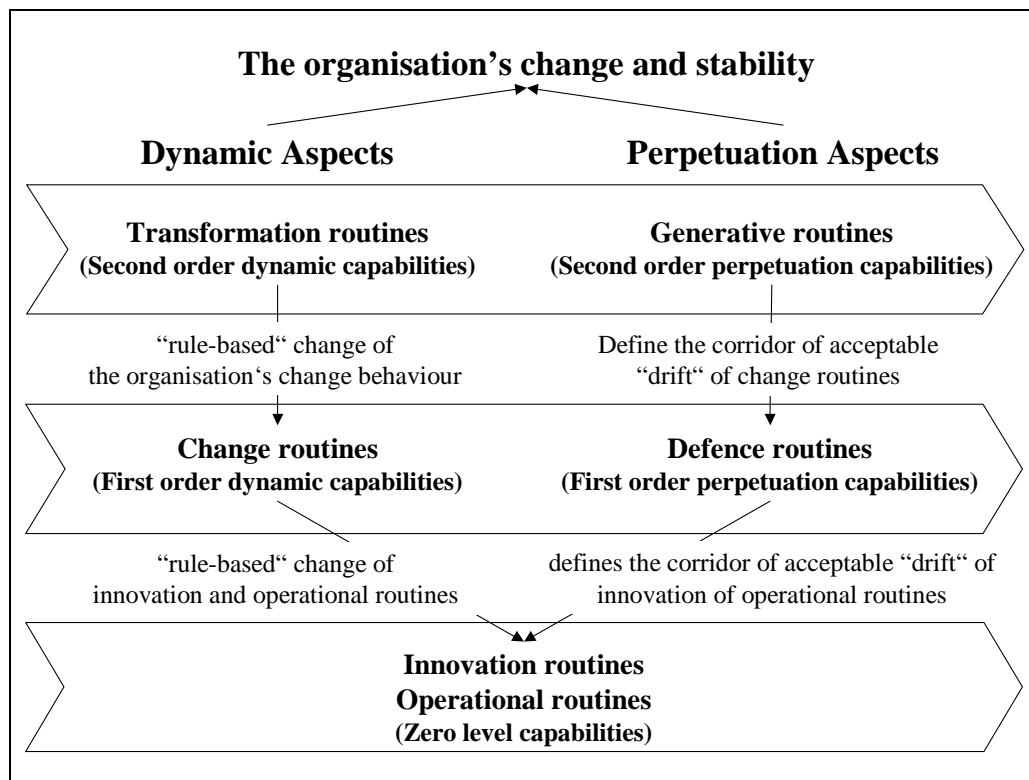 The organisation’s change and stability
Dynamic Aspects
Perpetuation Aspects
Transformation routines
(Second order dynamic capabilities)
Generative routines
(Second order perpetuation capabilities)
“rule-based“ change of
the organisation‘s change behaviour
Define the corridor of acceptable
“drift“ of change routines
Change routines
(First order dynamic capabilities)
Defence routines
(First order perpetuation capabilities)
“rule-based“ change of
innovation and operational routines
defines the corridor of acceptable “drift“ of
innovation of operational routines
Innovation routines
Operational routines
(Zero level capabilities)